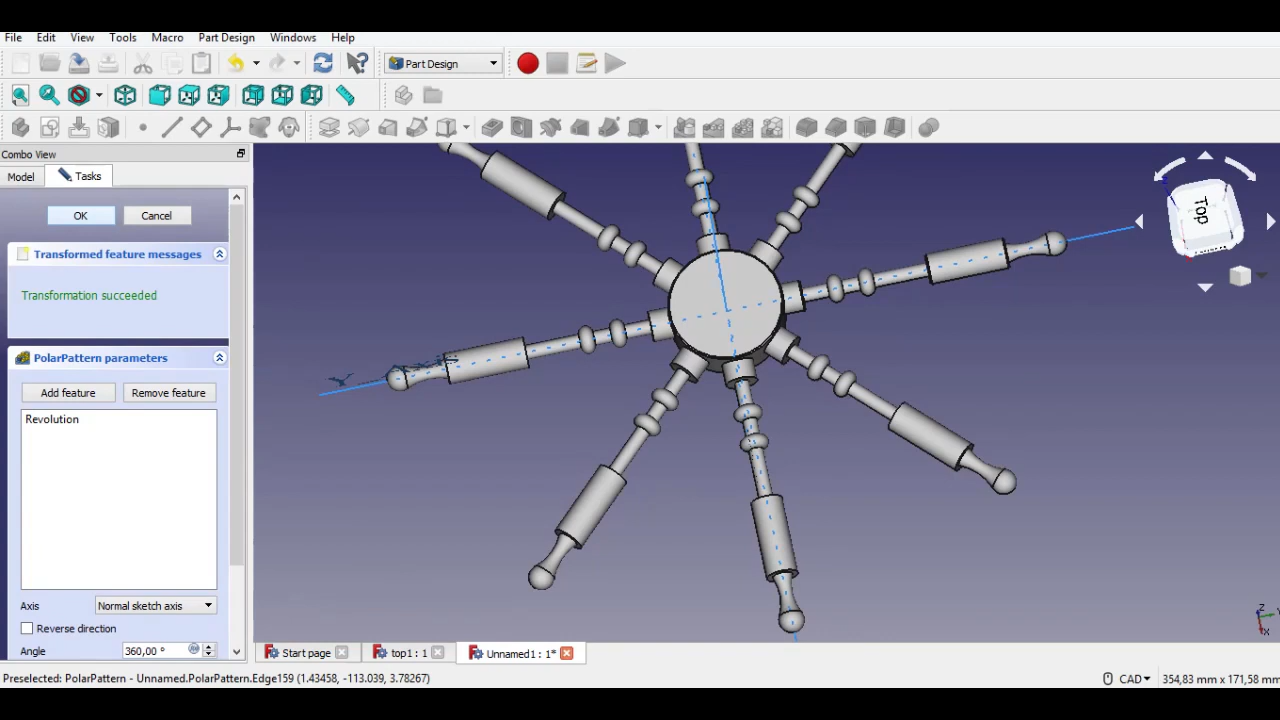 File Edit View Tools Macro Part Design Windows Help
Part Design
Combo View
Model Tasks
OK Cancel
Transformed feature messages
Transformation succeeded
PolarPattern parameters
Add feature Remove feature
Revolution
Axis Normal sketch axis
Reverse direction
Angle 360,00 °
Top
Z
X
Start page top1 : 1 Unnamed1 : 1*
Preselected: PolarPattern - Unnamed.PolarPattern.Edge159 (1.43458, -113.039, 3.78267) CAD 354,83 mm x 171,58 mm